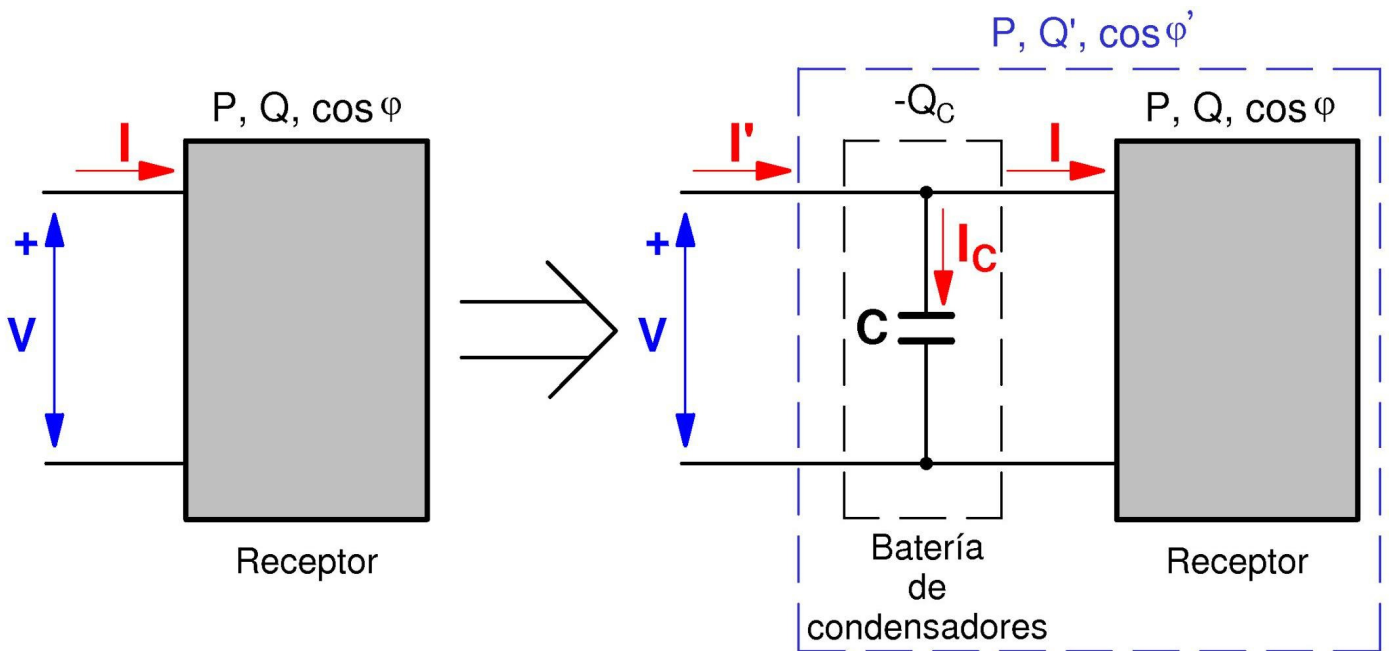 P, Q, cos φ
I
+
V
Receptor
P, Q', cos φ'
-Q_C
P, Q, cos φ
I'
I
+
I_C
V
C
Batería
de
condensadores
Receptor